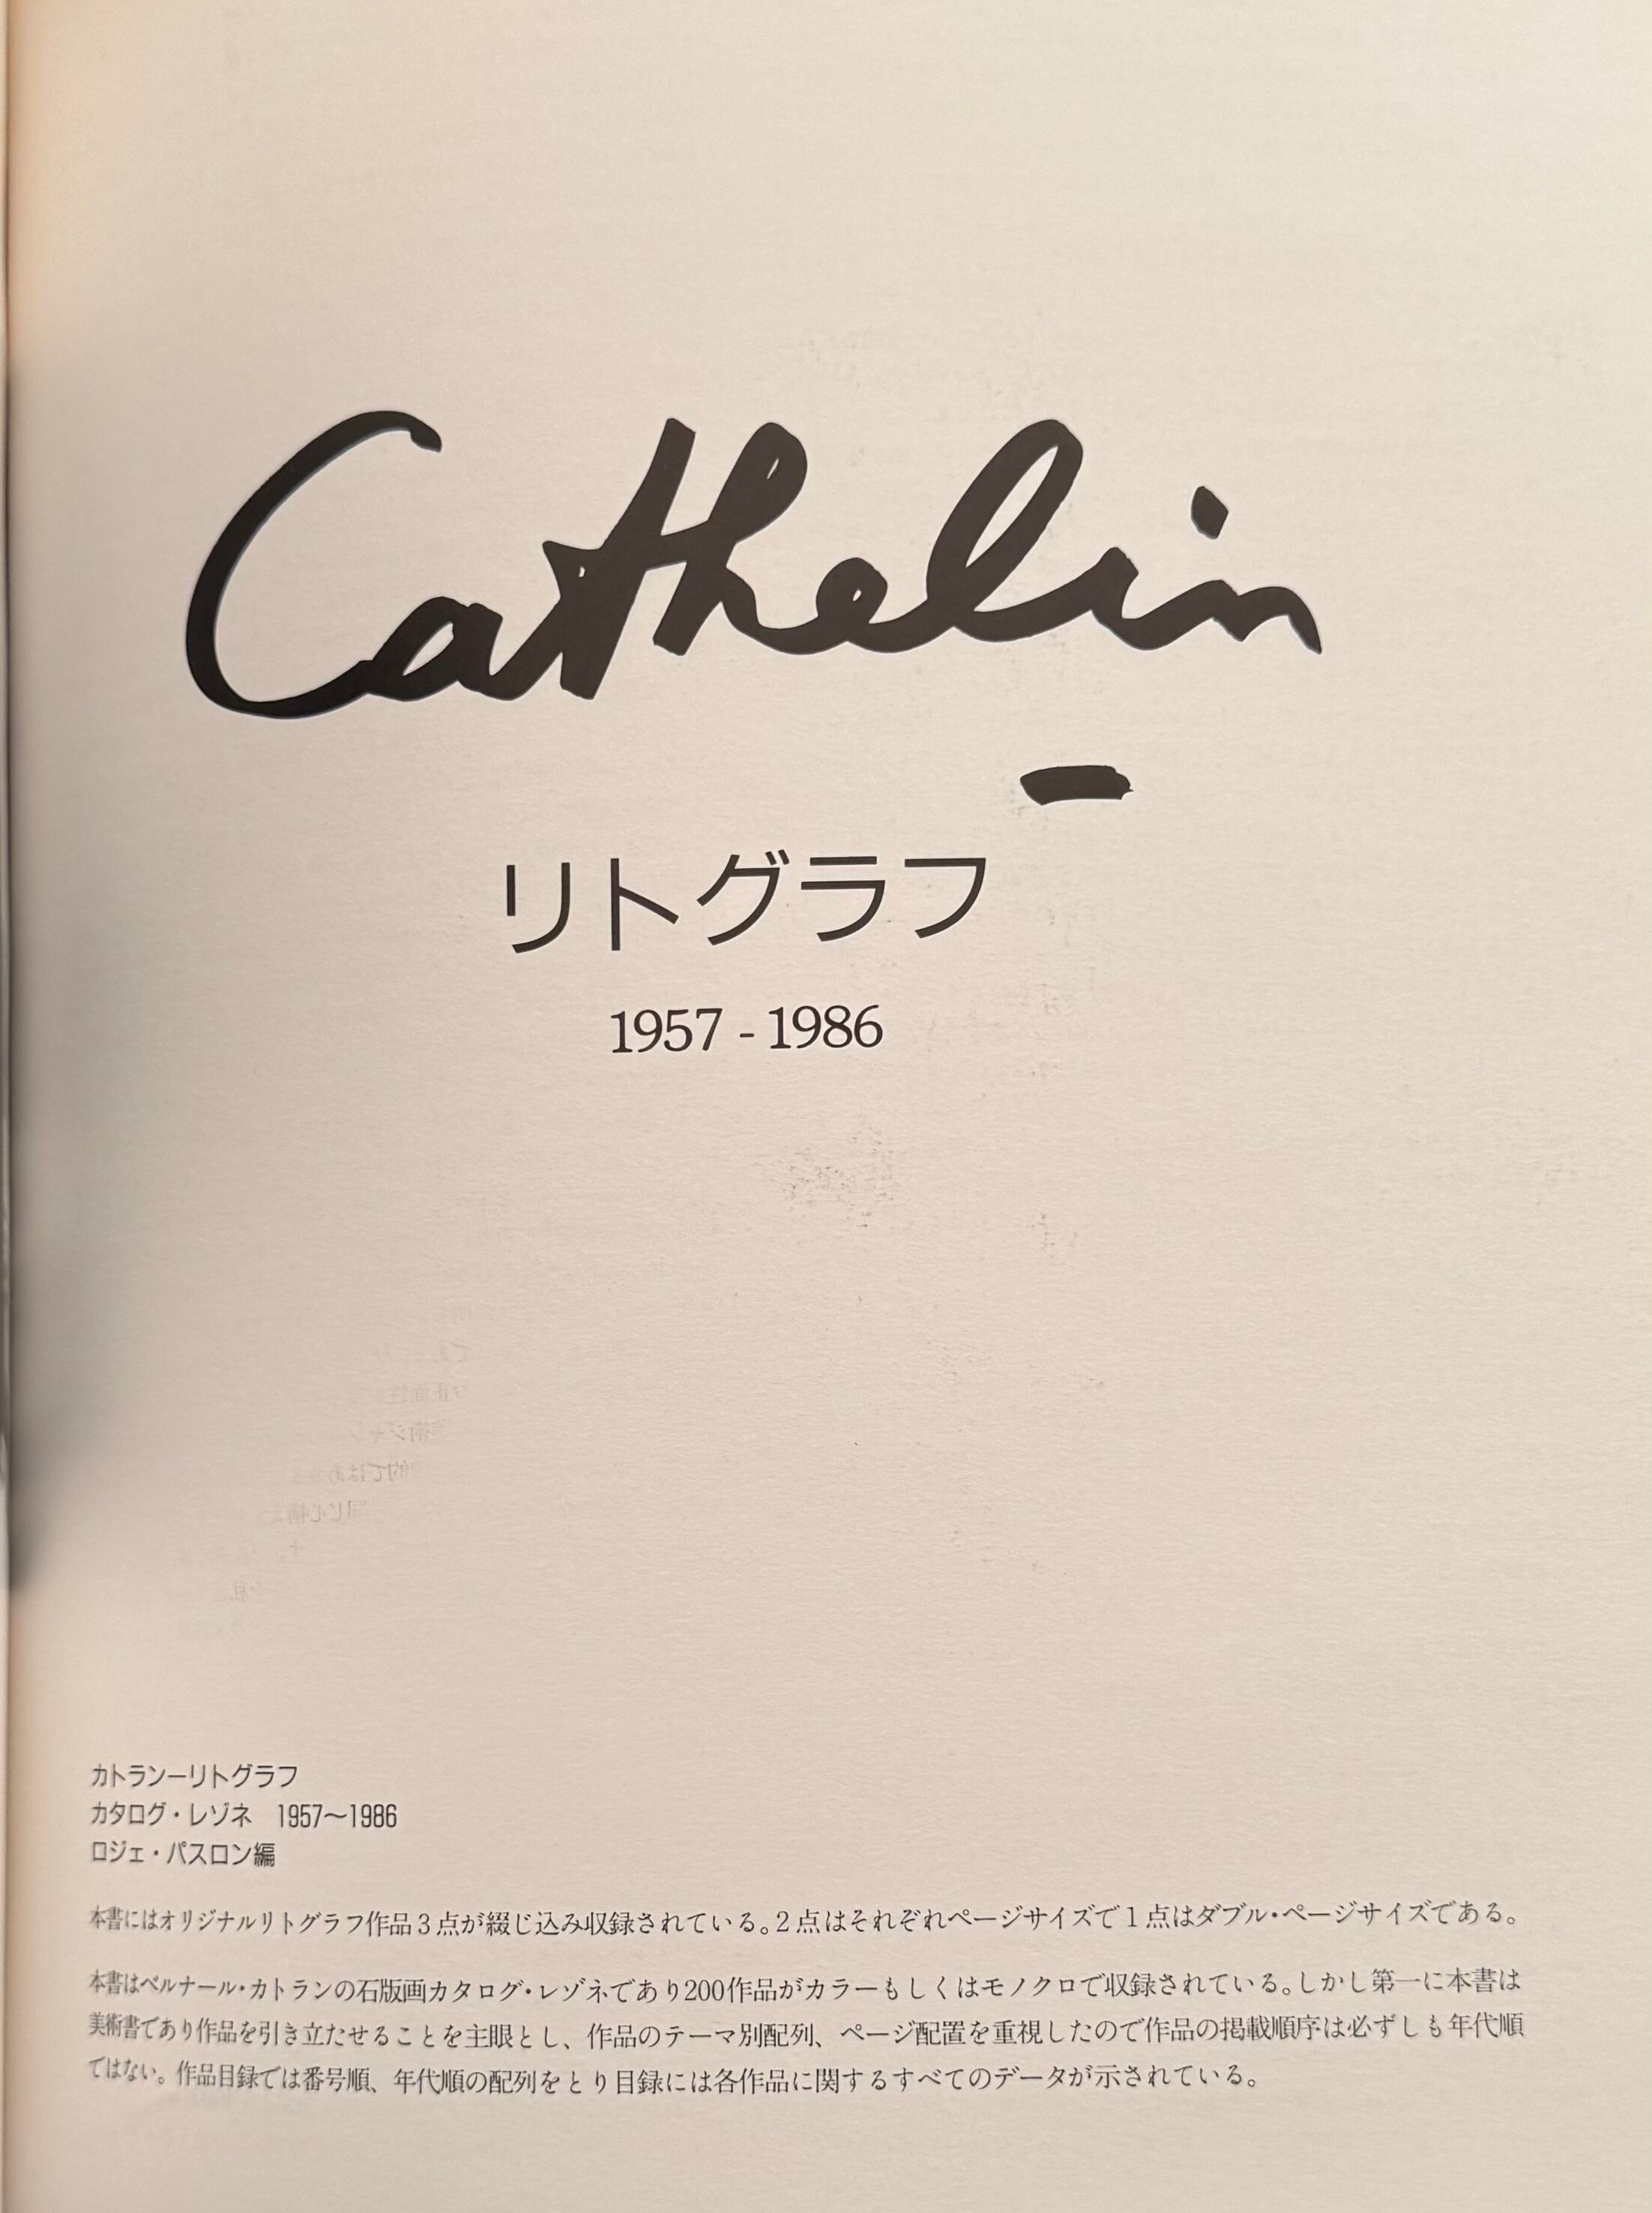 Cathelin
リトグラフ
1957 - 1986
カトランーリトグラフ
カタログ・レゾネ 1957〜1986
ロジェ・パスロン編
本書にはオリジナルリトグラフ作品3点が綴じ込み収録されている。2点はそれぞれページサイズで1点はダブル・ページサイズである。
本書はベルナール・カトランの石版画カタログ・レゾネであり200作品がカラーもしくはモノクロで収録されている。しかし第一に本書は
美術書であり作品を引き立たせることを主眼とし、作品のテーマ別配列、ページ配置を重視したので作品の掲載順序は必ずしも年代順
ではない。作品目録では番号順、年代順の配列をとり目録には各作品に関するすべてのデータが示されている。